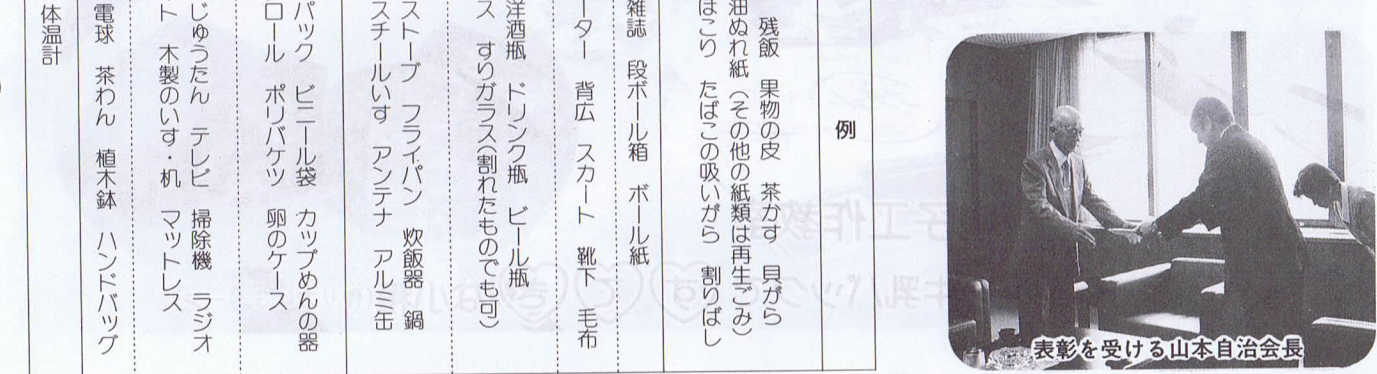 表彰を受ける山本自治会長
例
残飯　果物の皮　茶かす　貝がら
油ぬれ紙（その他の紙類は再生ごみ）
ほこり　たばこの吸いがら　割りばし
雑誌　段ボール箱　ボール紙
ーター　背広　スカート　靴下　毛布
洋酒瓶　ドリンク瓶　ビール瓶
ス　すりガラス（割れたものでも可）
ストーブ　フライパン　炊飯器　鍋
スチールいす　アンテナ　アルミ缶
パック　ビニール袋　カップめんの器
ロール　ポリバケツ　卵のケース
じゅうたん　テレビ　掃除機　ラジオ
ト　木製のいす・机　マットレス
電球　茶わん　植木鉢　ハンドバッグ
体温計